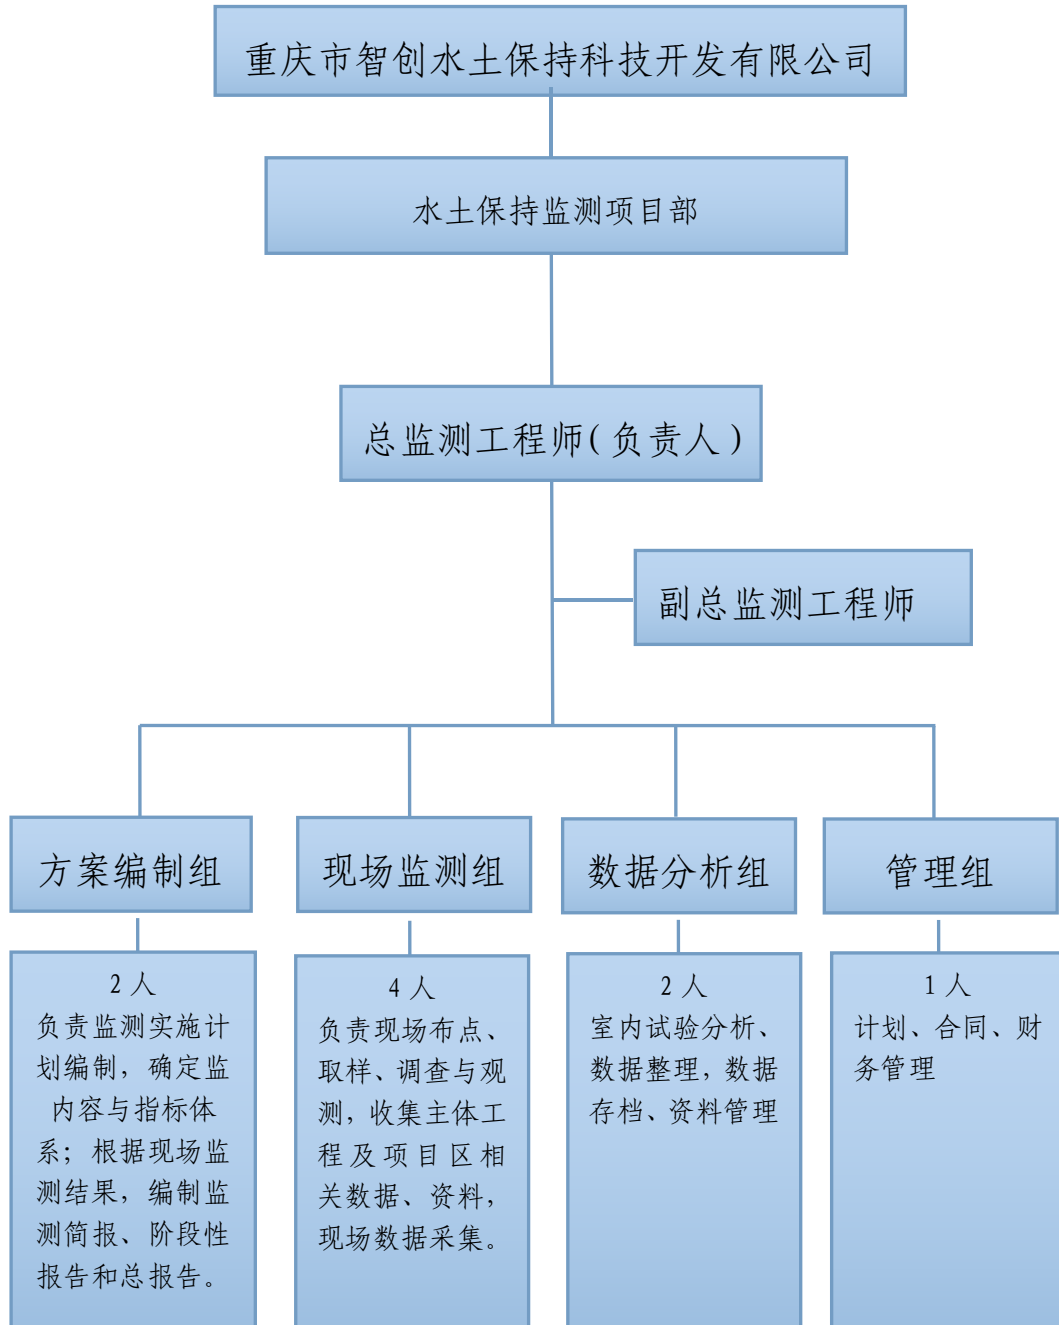 重庆市智创水土保持科技开发有限公司
水土保持监测项目部
总监测工程师(负责人)
副总监测工程师
方案编制组
现场监测组
数据分析组
管理组
2人
负责监测实施计
划编制，确定监
内容与指标体
系；根据现场监
测结果，编制监
测简报、阶段性
报告和总报告。
4人
负责现场布点、
取样、调查与观
测，收集主体工
程及项目区相
关数据、资料，
现场数据采集。
2人
室内试验分析、
数据整理，数据
存档、资料管理
1人
计划、合同、财
务管理